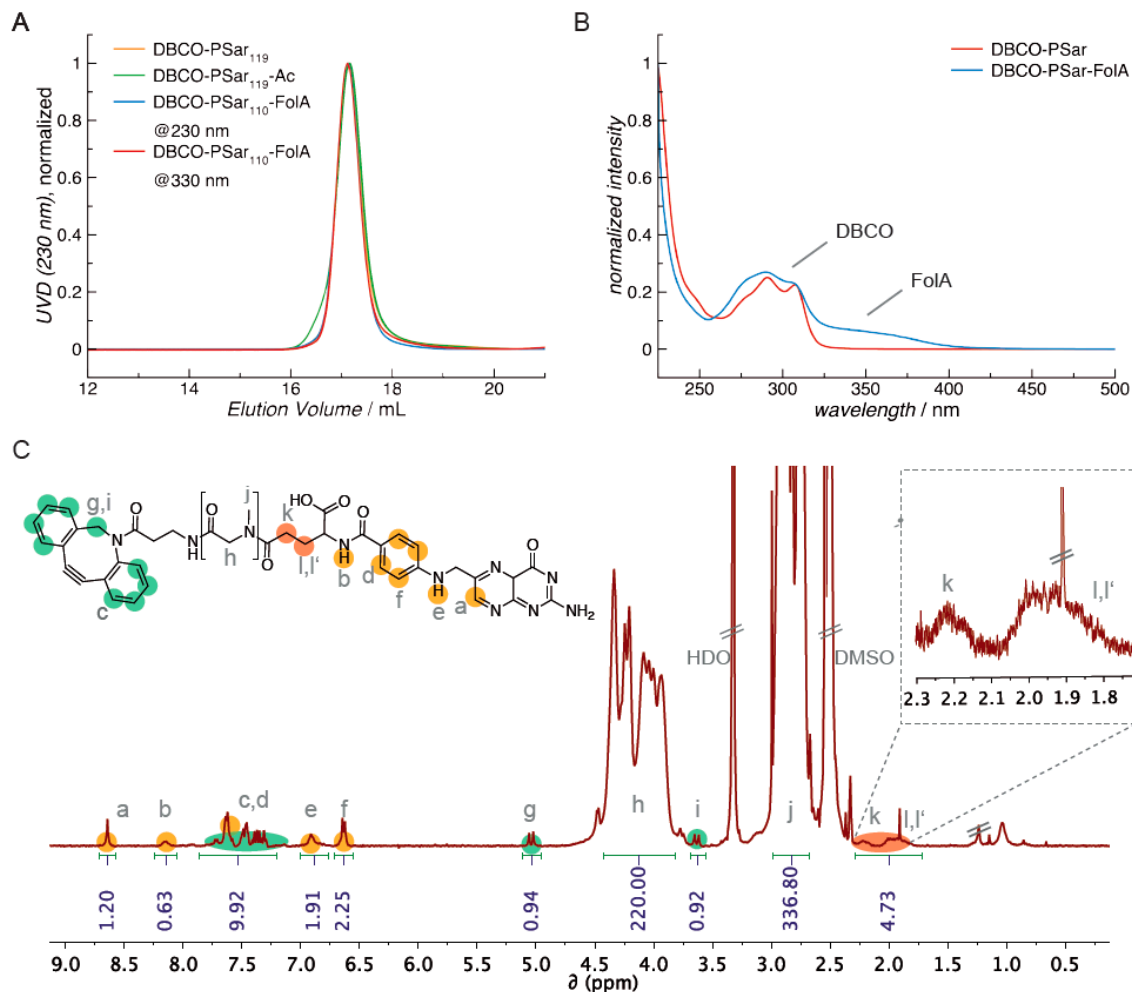 A
DBCO-PSar119
DBCO-PSar119-Ac
DBCO-PSar110-FolA
@230 nm
DBCO-PSar110-FolA
@330 nm
UVD (230 nm), normalized
1
0.8
0.6
0.4
0.2
0
12 14 16 18 20
Elution Volume / mL
B
DBCO-PSar
DBCO-PSar-FolA
DBCO
FolA
normalized intensity
1
0.8
0.6
0.4
0.2
0
250 300 350 400 450 500
wavelength / nm
C
g,i
c
O
N
O
N
H
O
h
j
N
O
k
l,l'
HO
O
N
H
b
O
d
f
N
H
e
a
N
N
O
N
N
NH2
a b c,d e f g h i j k l,l'
HDO
DMSO
k
l,l'
2.3 2.2 2.1 2.0 1.9 1.8
1.20 0.63 9.92 1.91 2.25 0.94 220.00 0.92 336.80 4.73
9.0 8.5 8.0 7.5 7.0 6.5 6.0 5.5 5.0 4.5 4.0 3.5 3.0 2.5 2.0 1.5 1.0 0.5
∂ (ppm)